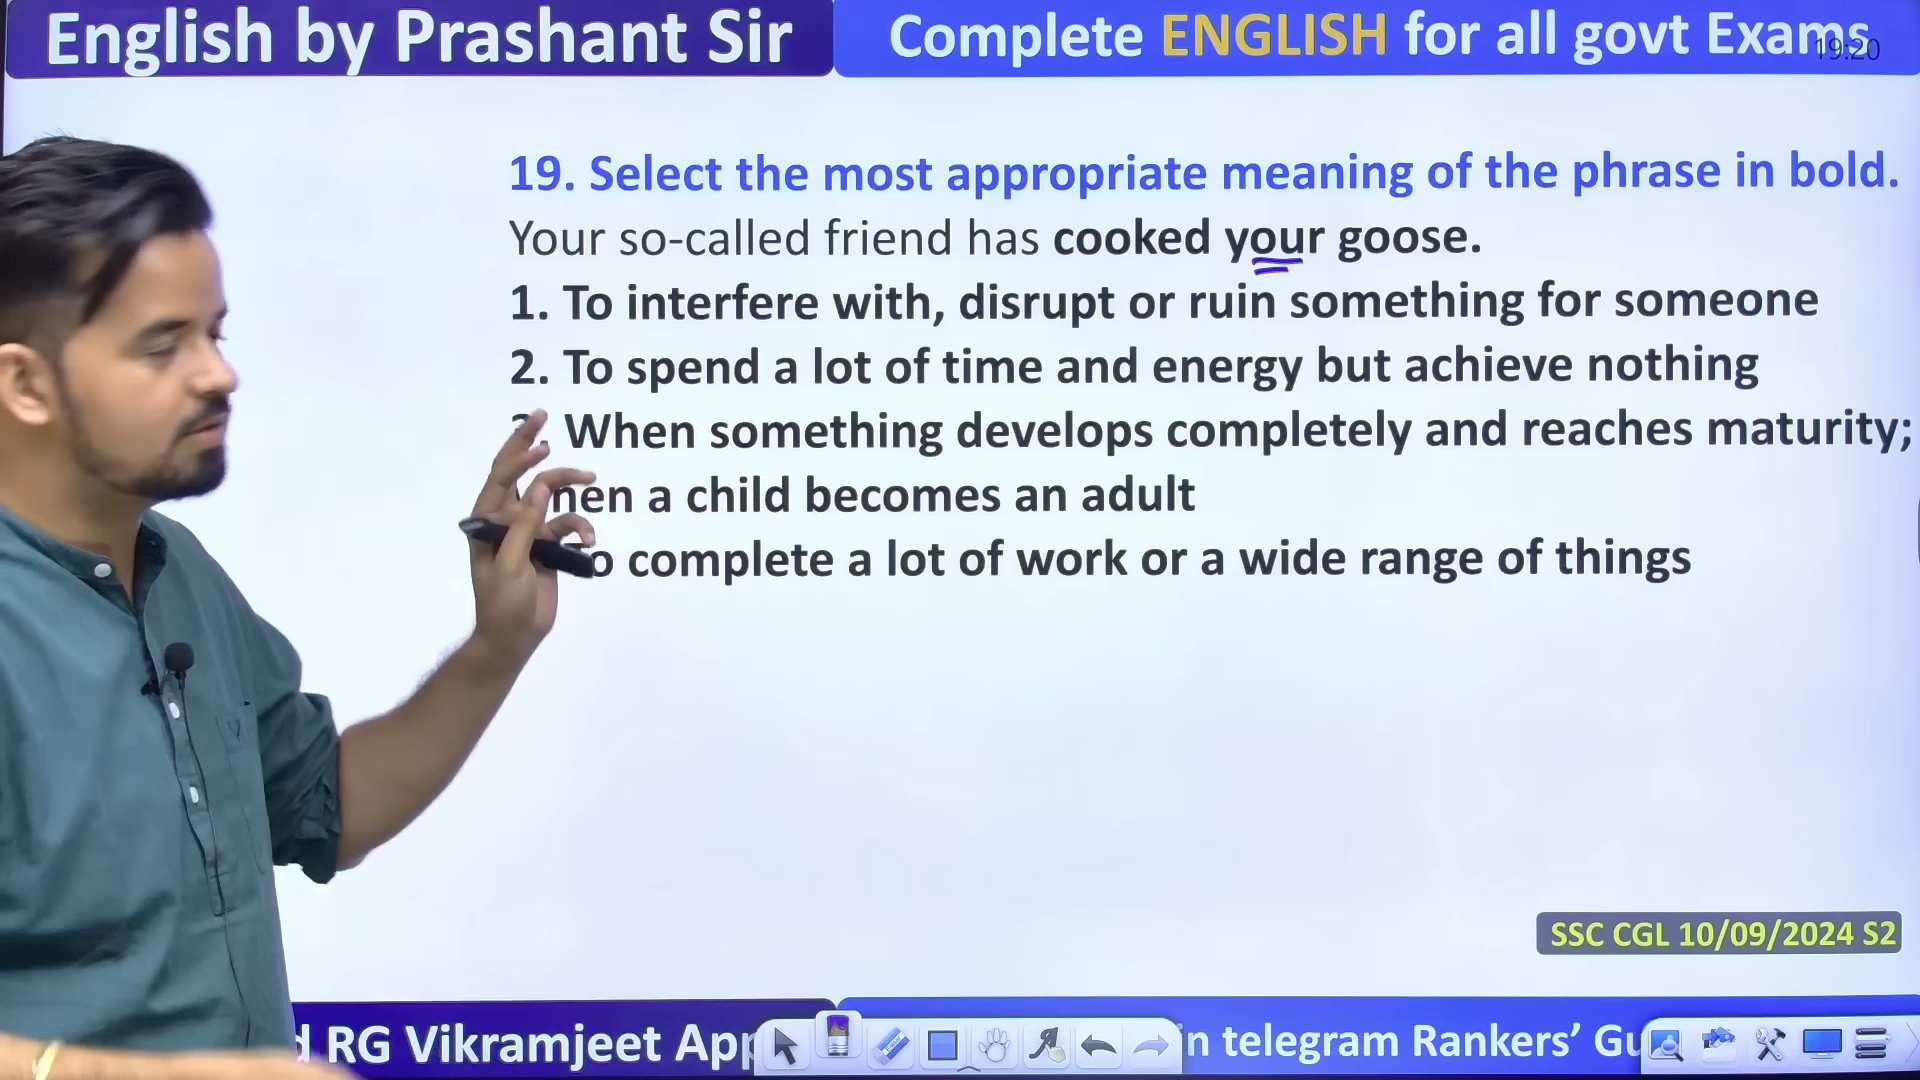 English by Prashant Sir
Complete ENGLISH for all govt Exams
19:20
19. Select the most appropriate meaning of the phrase in bold.
Your so-called friend has cooked your goose.
1. To interfere with, disrupt or ruin something for someone
2. To spend a lot of time and energy but achieve nothing
When something develops completely and reaches maturity;
a child becomes an adult
complete a lot of work or a wide range of things
SSC CGL 10/09/2024 S2
RG Vikramjeet
telegram Rankers’